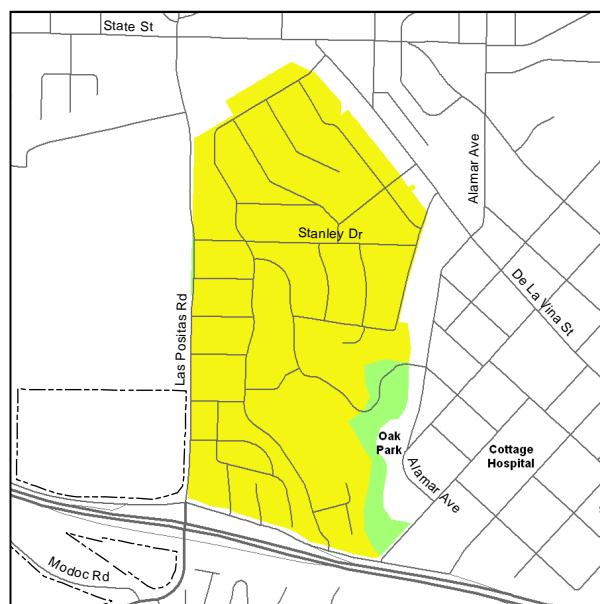 State St
Alamar Ave
Stanley Dr
De La Vina St
Las Positas Rd
Oak
Park
Cottage
Hospital
Alamar Ave
Modoc Rd